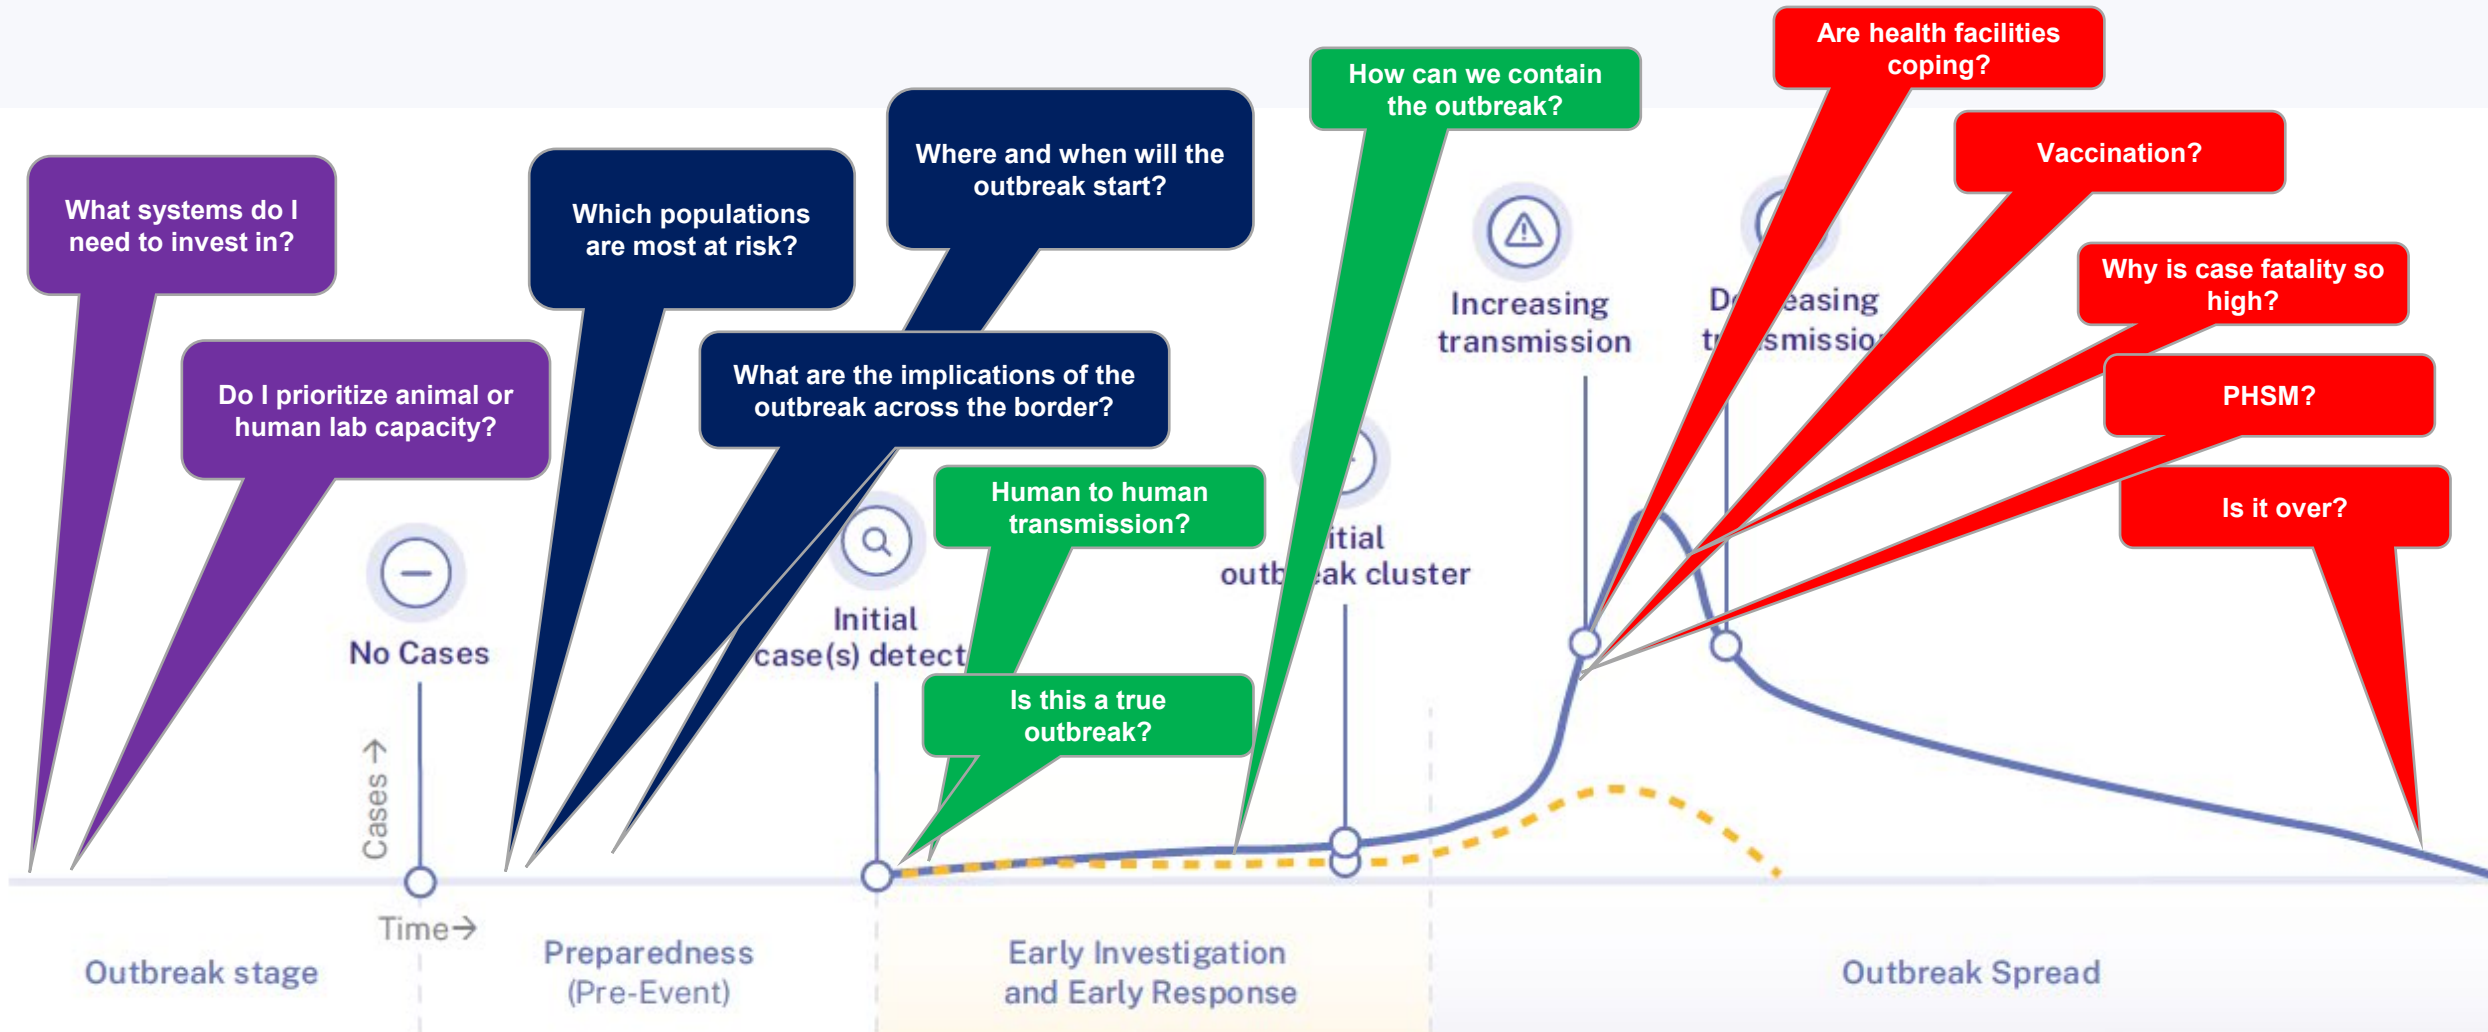 Are health facilities
coping?
How can we contain
the outbreak?
Vaccination?
Where and when will the
outbreak start?
What systems do I
need to invest in?
Which populations
are most at risk?
Why is case fatality so
high?
Increasing
transmission
What are the implications of the
outbreak across the border?
Do I prioritize animal or
human lab capacity?
PHSM?
Human to human
transmission?
Is it over?
outbreak cluster
No Cases
Initial
case(s) detect
Is this a true
outbreak?
Cases →
Time→
Outbreak stage
Preparedness
(Pre-Event)
Early Investigation
and Early Response
Outbreak Spread